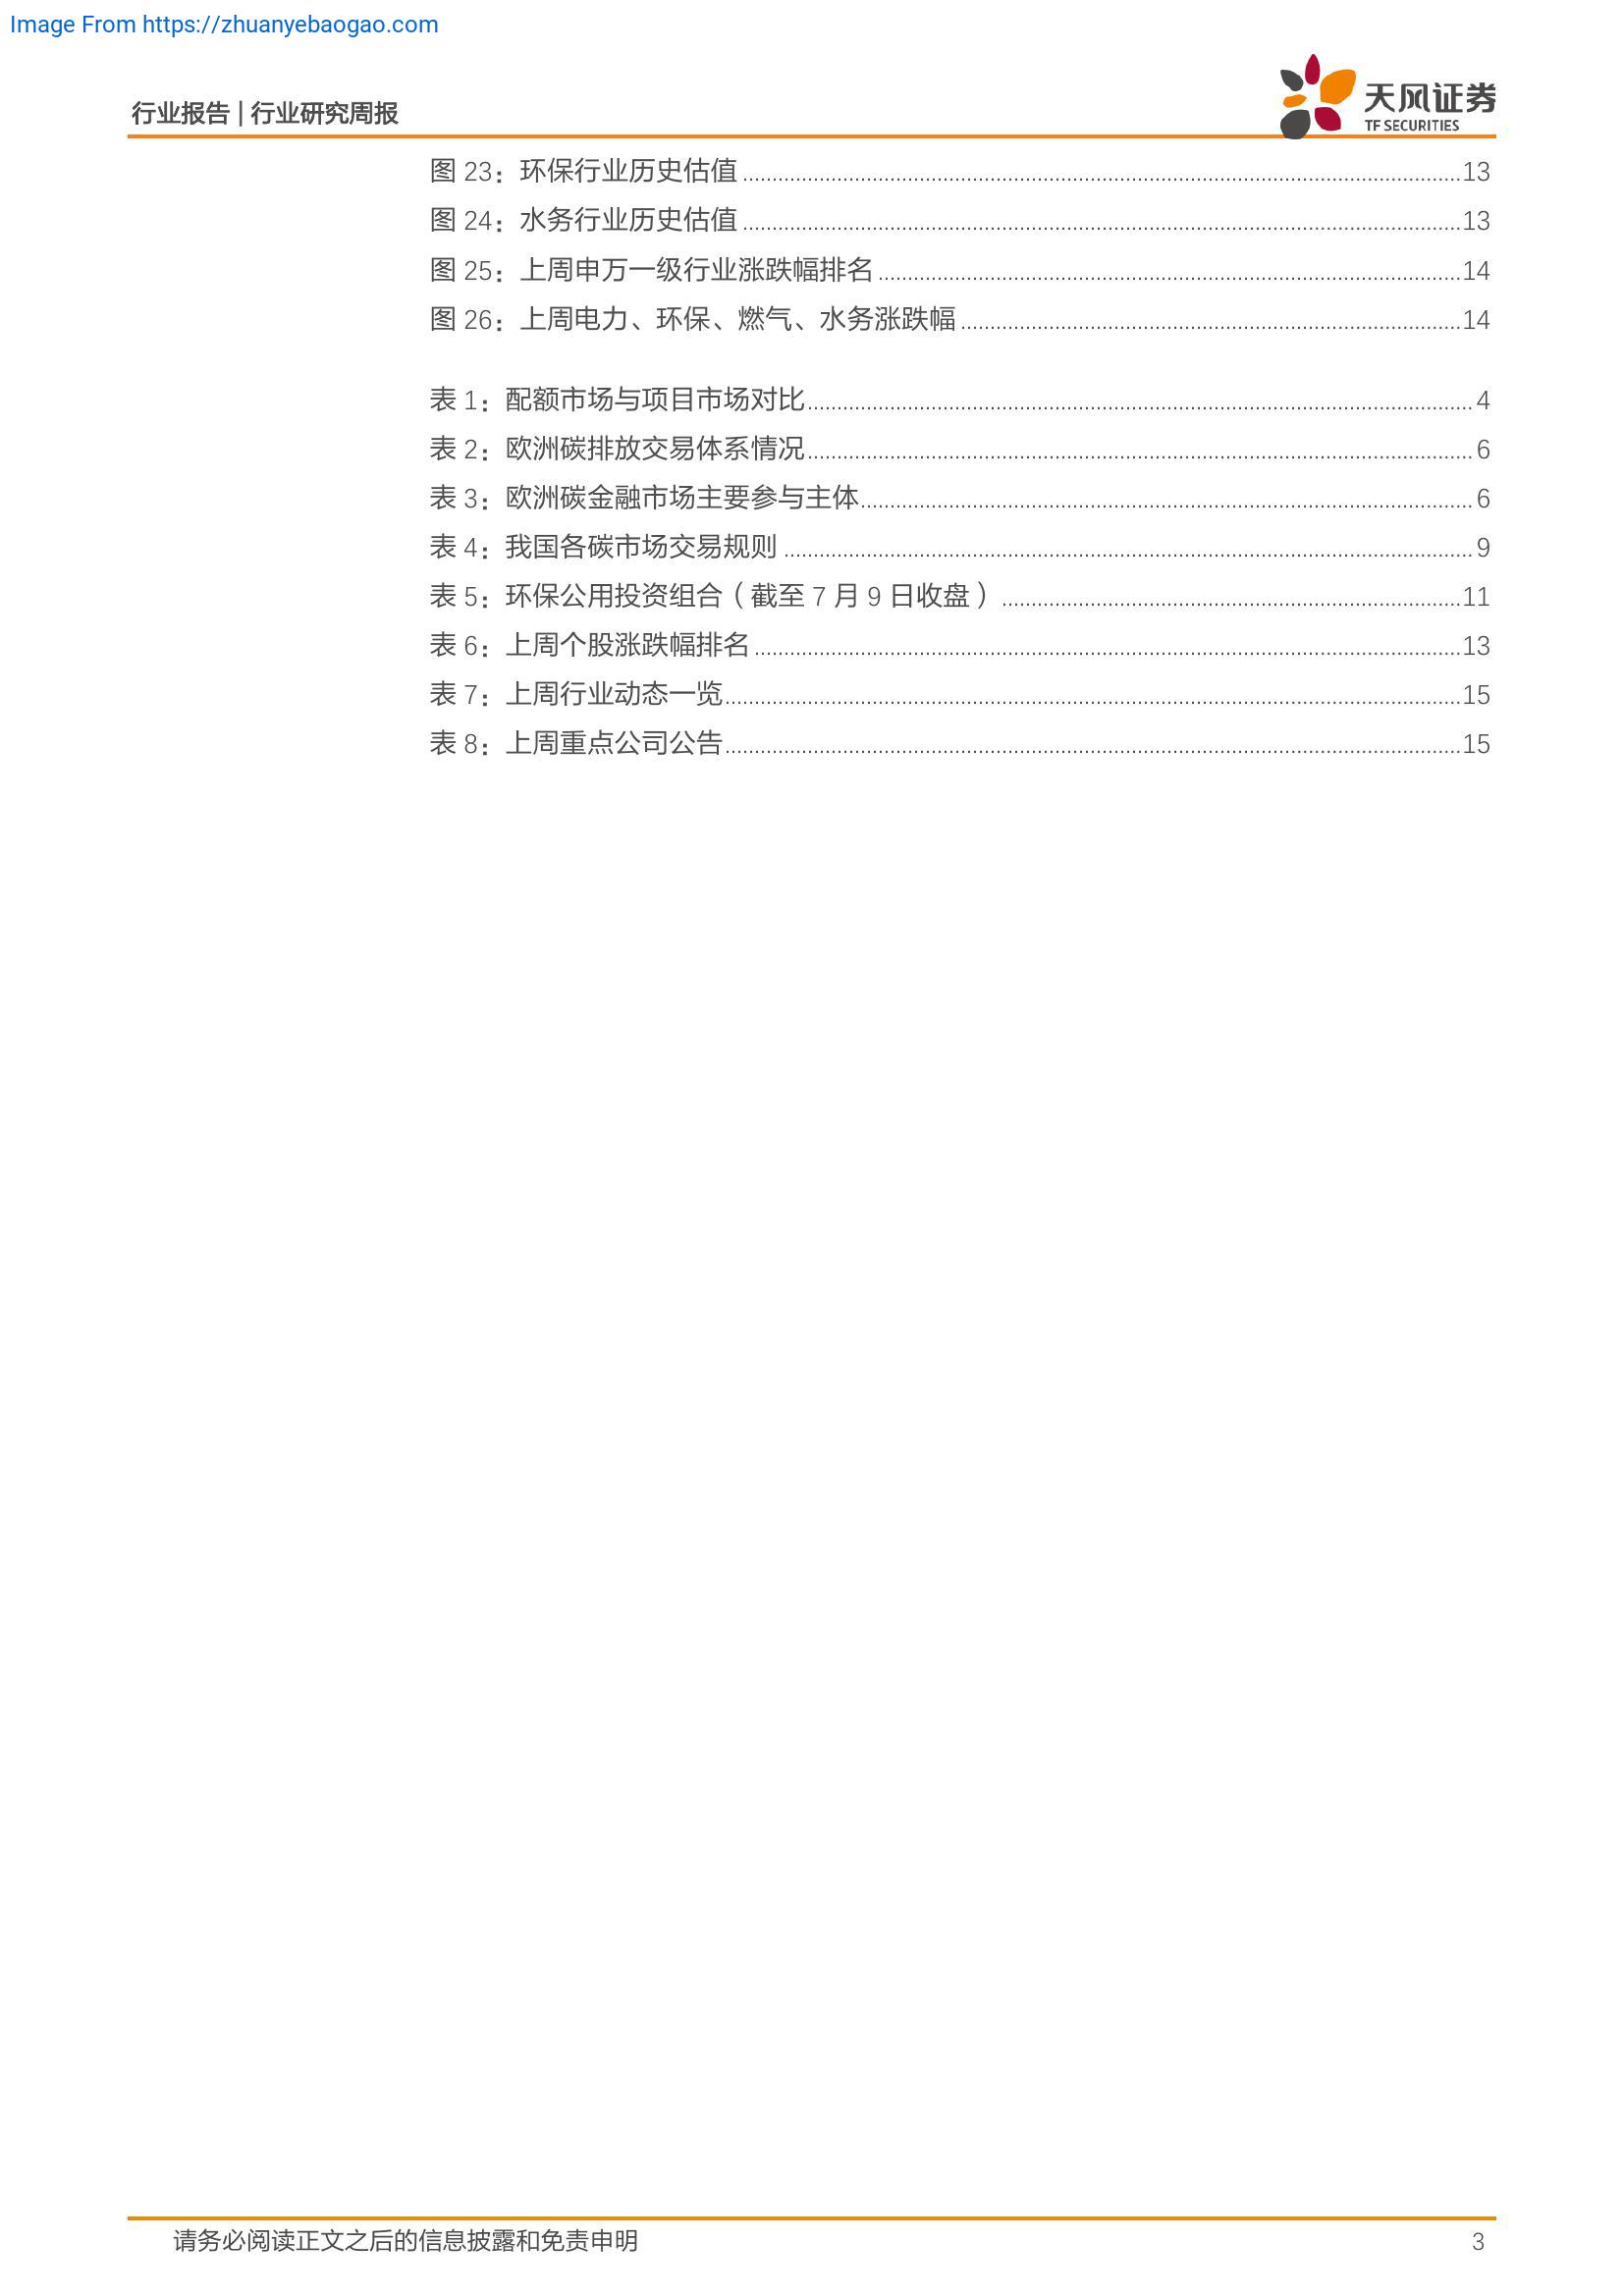 Image From https://zhuanyebaogao.com
行业报告 | 行业研究周报
天风证券
TF SECURITIES
图 23：环保行业历史估值 13
图 24：水务行业历史估值 13
图 25：上周申万一级行业涨跌幅排名 14
图 26：上周电力、环保、燃气、水务涨跌幅 14
表 1：配额市场与项目市场对比 4
表 2：欧洲碳排放交易体系情况 6
表 3：欧洲碳金融市场主要参与主体 6
表 4：我国各碳市场交易规则 9
表 5：环保公用投资组合（截至 7 月 9 日收盘） 11
表 6：上周个股涨跌幅排名 13
表 7：上周行业动态一览 15
表 8：上周重点公司公告 15
请务必阅读正文之后的信息披露和免责申明 3